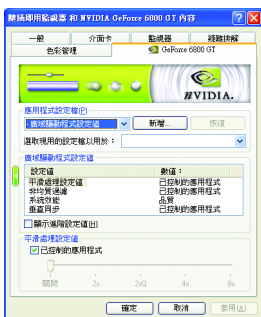 隨插即用監視器 和 NVIDIA GeForce 6800 GT 內容
一般 介面卡 監視器 疑難排解
色彩管理 GeForce 6800 GT
NVIDIA.
應用程式設定檔(P)
廣域驅動程式設定值 新增... 恢復
選取現用的設定檔以用於：
廣域驅動程式設定值
設定值 數值：
平滑處理設定 已控制的應用程式
非均質過濾 已控制的應用程式
系統效能 品質
垂直同步 已控制的應用程式
顯示進階設定值(H)
平滑處理設定值
已控制的應用程式
關閉 2x 2xQ 4x 8x
確定 取消 套用(A)